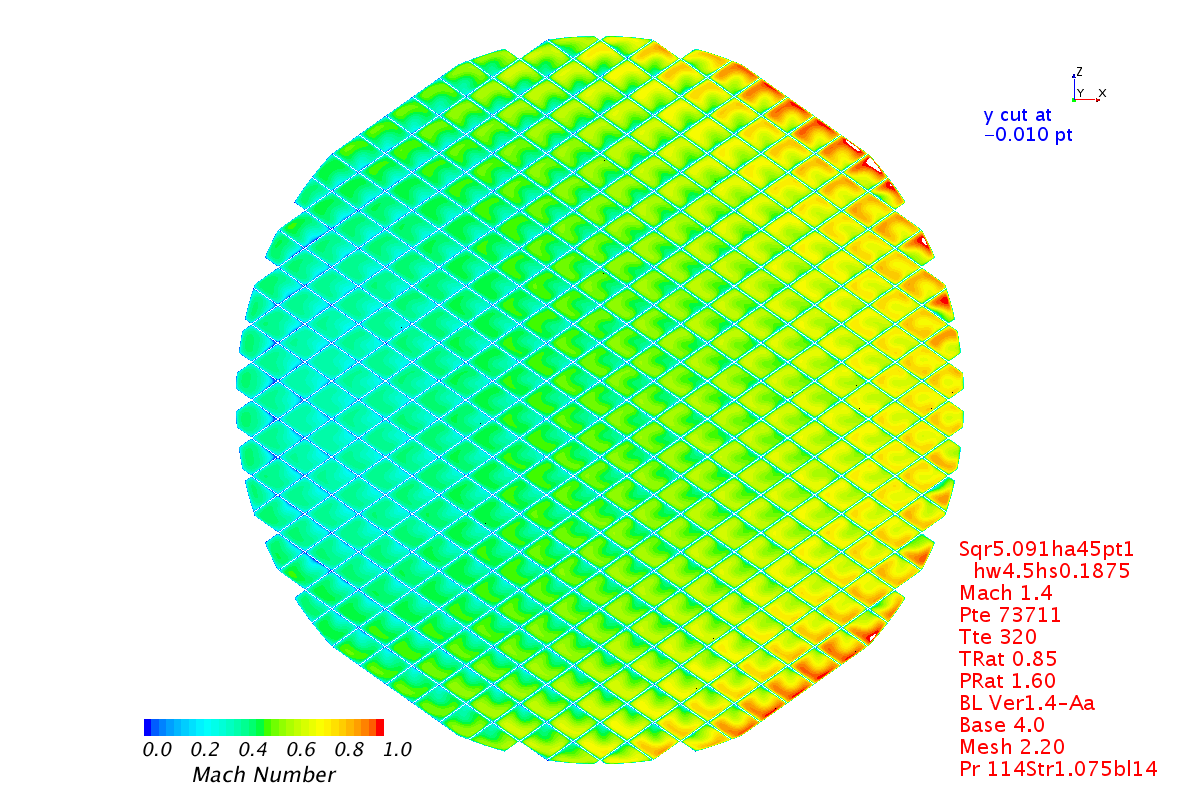 Z
Y X
y cut at
−0.010 pt
Sqr5.091ha45pt1
hw4.5hs0.1875
Mach 1.4
Pte 73711
Tte 320
TRat 0.85
PRat 1.60
BL Ver1.4−Aa
Base 4.0
Mesh 2.20
Pr 114Str1.075bl14
0.0 0.2 0.4 0.6 0.8 1.0
Mach Number